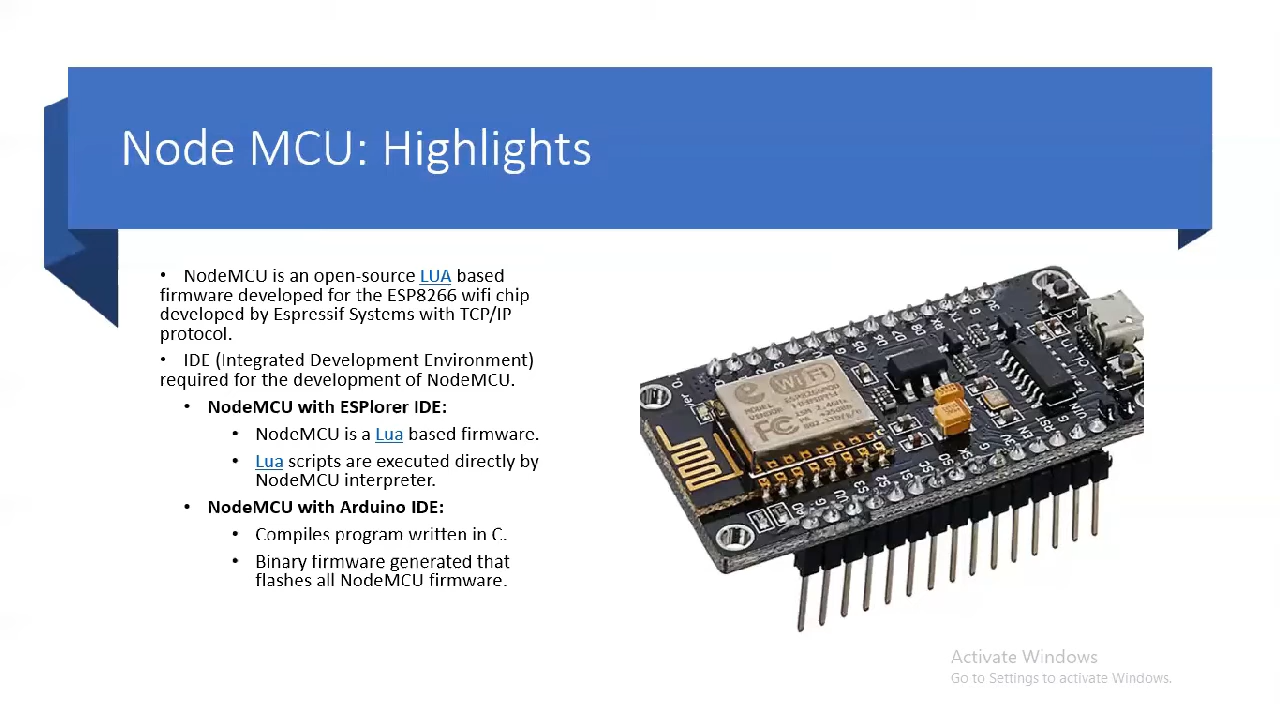 Node MCU: Highlights
• NodeMCU is an open-source LUA based
firmware developed for the ESP8266 wifi chip
developed by Espressif Systems with TCP/IP
protocol.
• IDE (Integrated Development Environment)
required for the development of NodeMCU.
• NodeMCU with ESPlorer IDE:
• NodeMCU is a Lua based firmware.
• Lua scripts are executed directly by
NodeMCU interpreter.
• NodeMCU with Arduino IDE:
• Compiles program written in C.
• Binary firmware generated that
flashes all NodeMCU firmware.
WiFi
MODEL
VENDOR
FC
Activate Windows
Go to Settings to activate Windows.